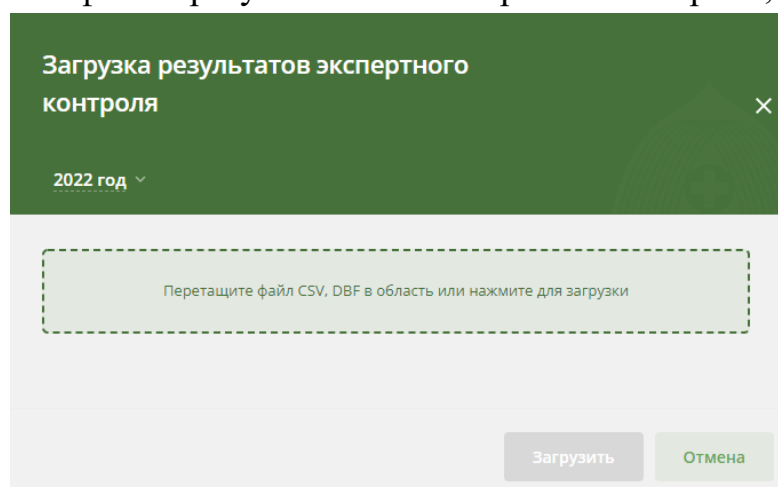 Загрузка результатов экспертного
контроля
2022 год
Перетащите файл CSV, DBF в область или нажмите для загрузки
Загрузить
Отмена